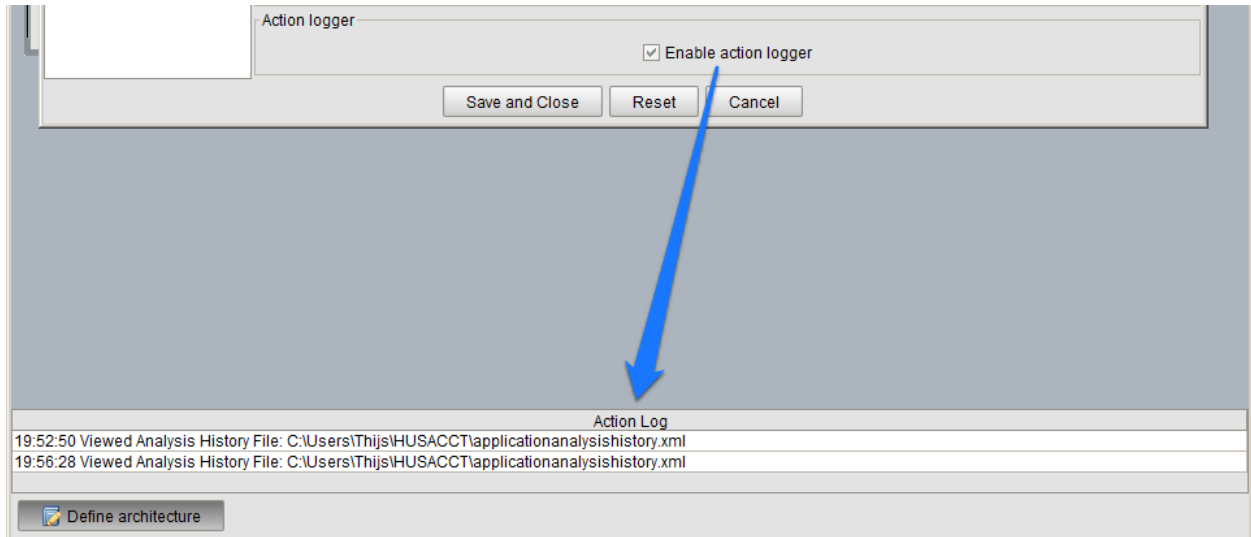 Action logger
Enable action logger
Save and Close Reset Cancel
Action Log
19:52:50 Viewed Analysis History File: C:\Users\Thijs\HUSACCT\applicationanalysishistory.xml
19:56:28 Viewed Analysis History File: C:\Users\Thijs\HUSACCT\applicationanalysishistory.xml
Define architecture